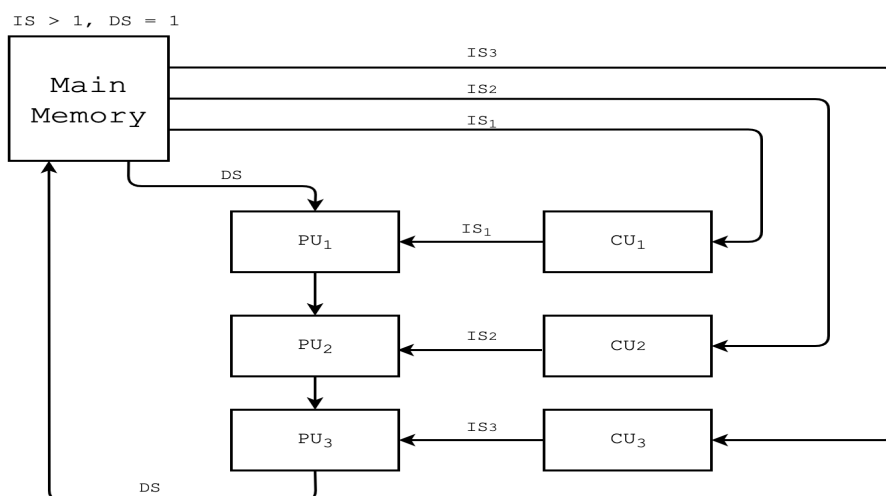 IS > 1, DS = 1
IS3
Main
Memory
IS2
IS₁
DS
PU₁
IS₁
CU₁
PU₂
IS2
CU2
PU₃
IS3
CU₃
DS